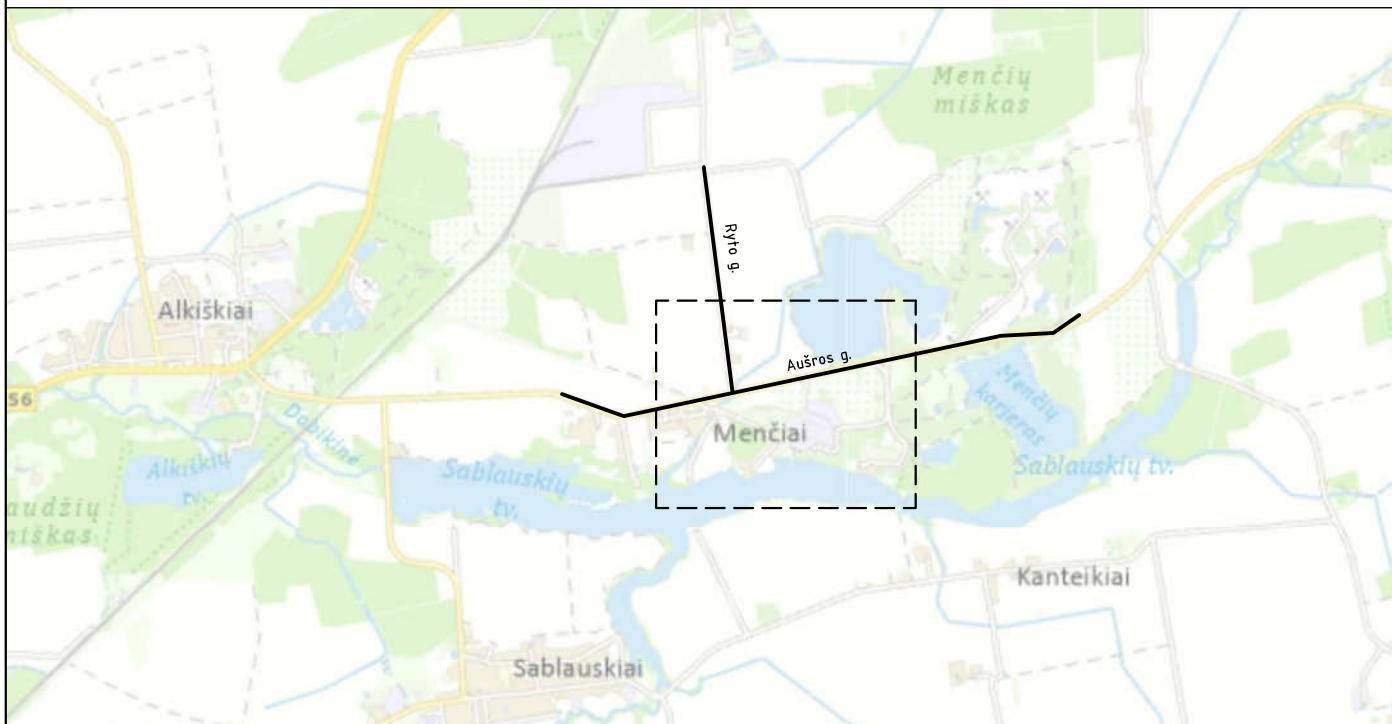 Menčių
miškas
Ryto g.
Alkiškiai
Aušros g.
56
Menčių
karjeras
Dabikinė
Menčiai
Alkiškių
tv.
Sablauskių
tv.
Sablauskių tv.
audžių
miškas
Kanteikiai
Sablauskiai